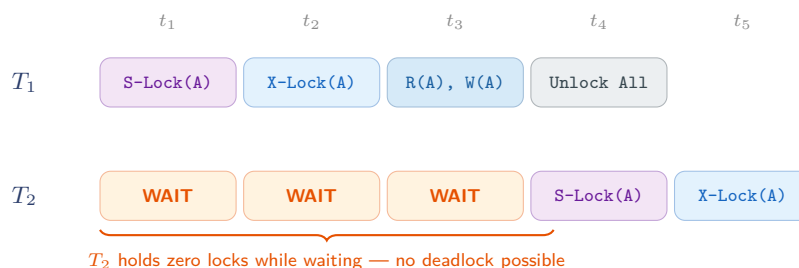 t₁ t₂ t₃ t₄ t₅
T₁ S-Lock(A) X-Lock(A) R(A), W(A) Unlock All
T₂ WAIT WAIT WAIT S-Lock(A) X-Lock(A)
T₂ holds zero locks while waiting — no deadlock possible